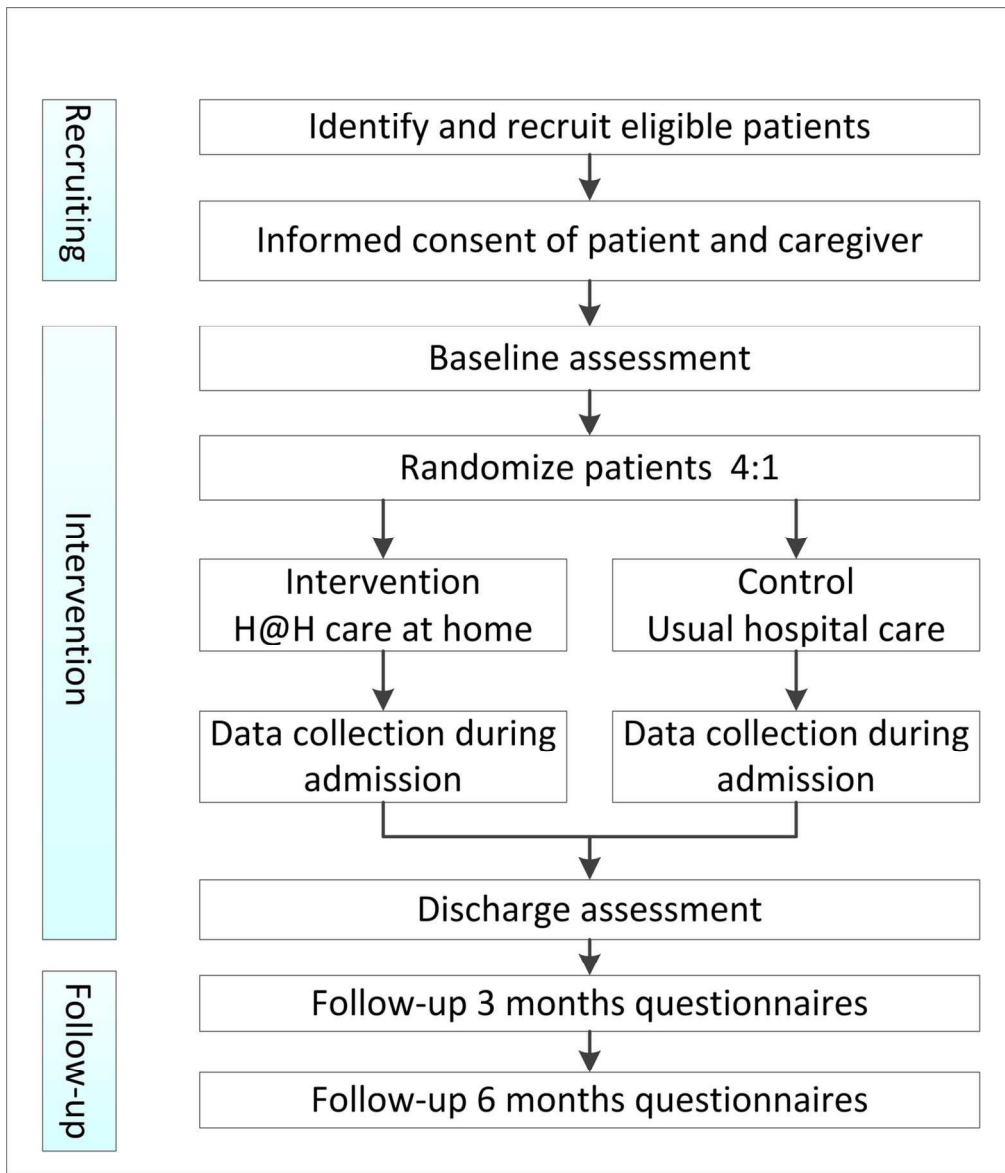 Recruiting
Identify and recruit eligible patients
Informed consent of patient and caregiver
Intervention
Baseline assessment
Randomize patients 4:1
Intervention
H@H care at home
Control
Usual hospital care
Data collection during
admission
Data collection during
admission
Discharge assessment
Follow-up
Follow-up 3 months questionnaires
Follow-up 6 months questionnaires